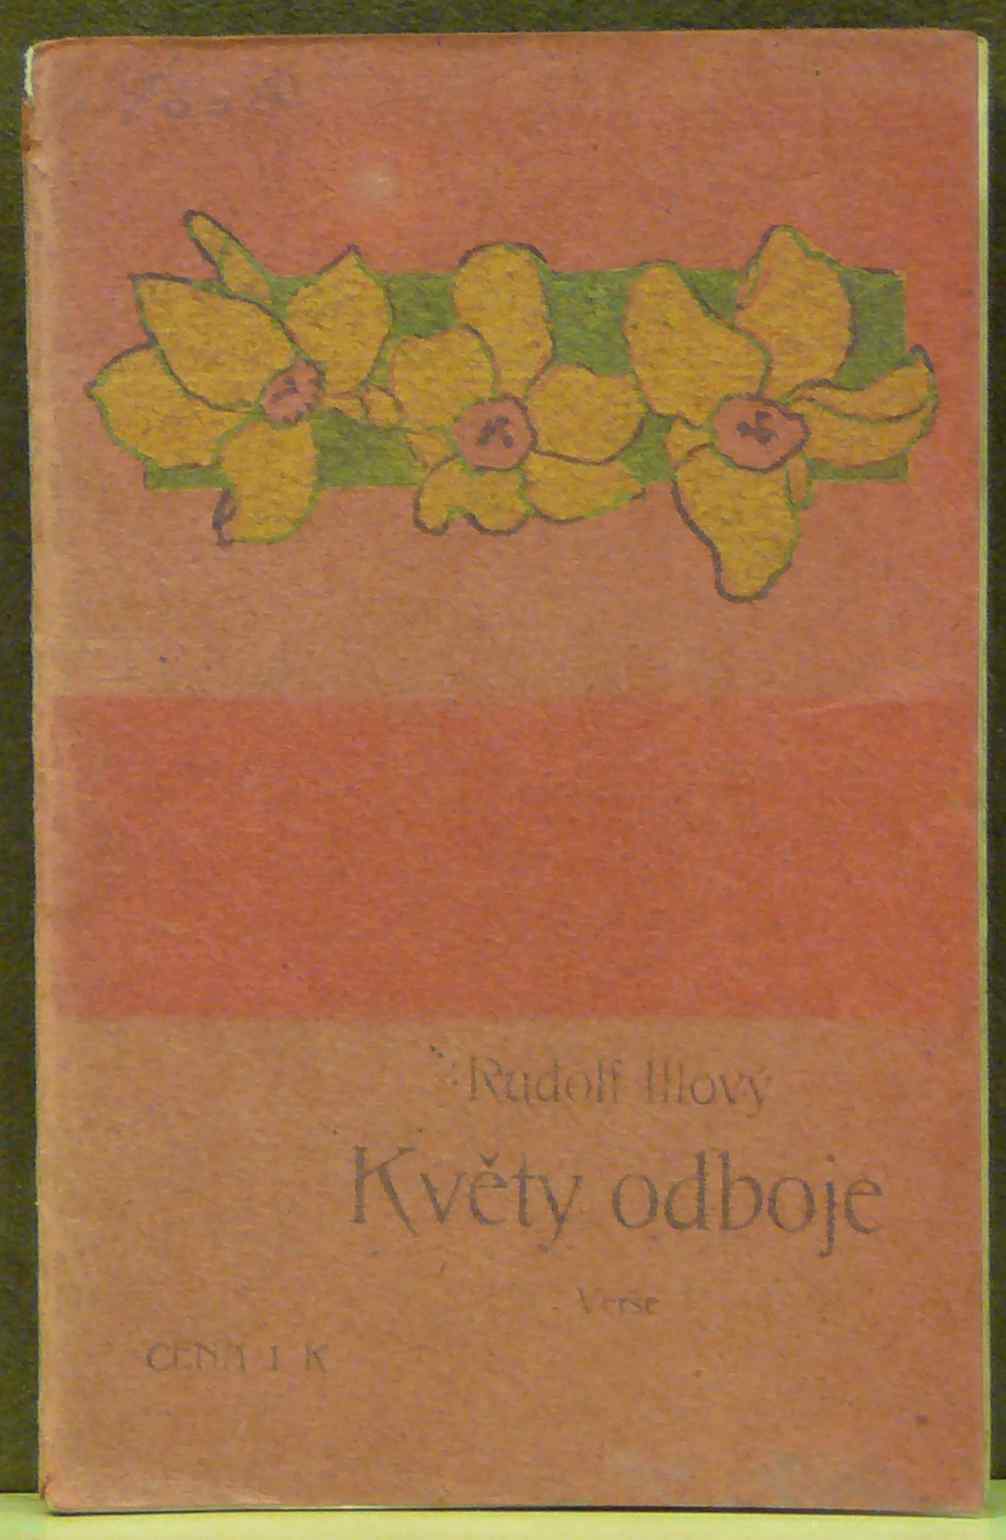 Rudolf Illový
Květy odboje
Verše
CENA 1 K